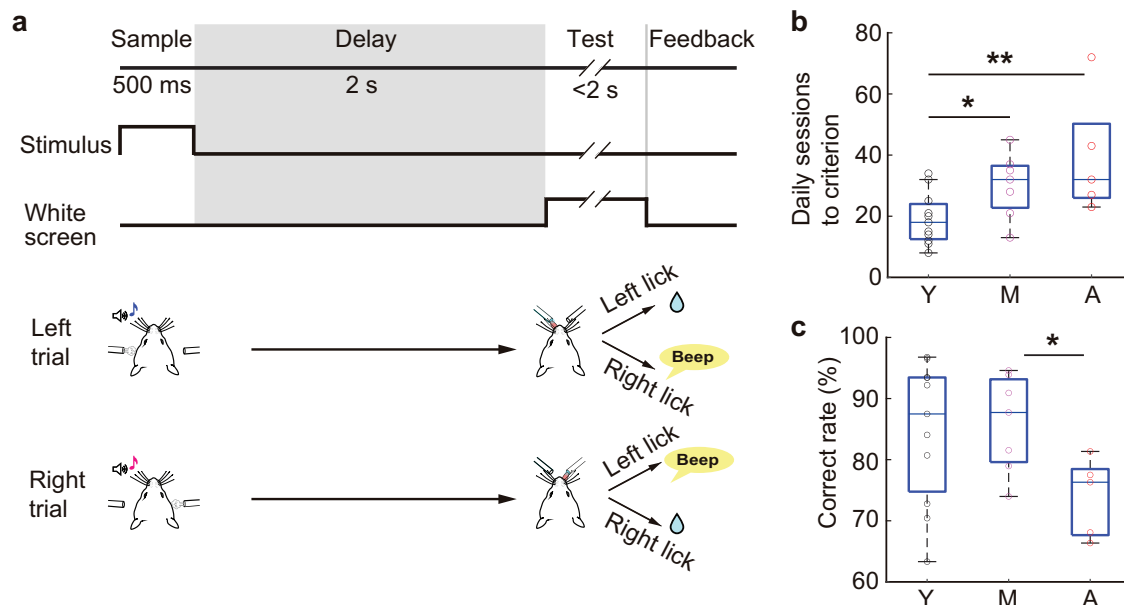 a
Sample Delay Test Feedback
500 ms 2 s <2 s
Stimulus
White
screen
Left
trial
Left lick
Right lick
Beep
Right
trial
Left lick
Beep
Right lick
b
Daily sessions
to criterion
80
60
40
20
0
**
*
Y M A
c
Correct rate (%)
100
90
80
70
60
*
Y M A